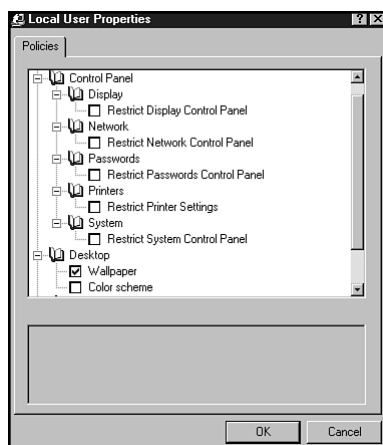 Local User Properties
Policies
Control Panel
Display
Restrict Display Control Panel
Network
Restrict Network Control Panel
Passwords
Restrict Passwords Control Panel
Printers
Restrict Printer Settings
System
Restrict System Control Panel
Desktop
Wallpaper
Color scheme
OK Cancel